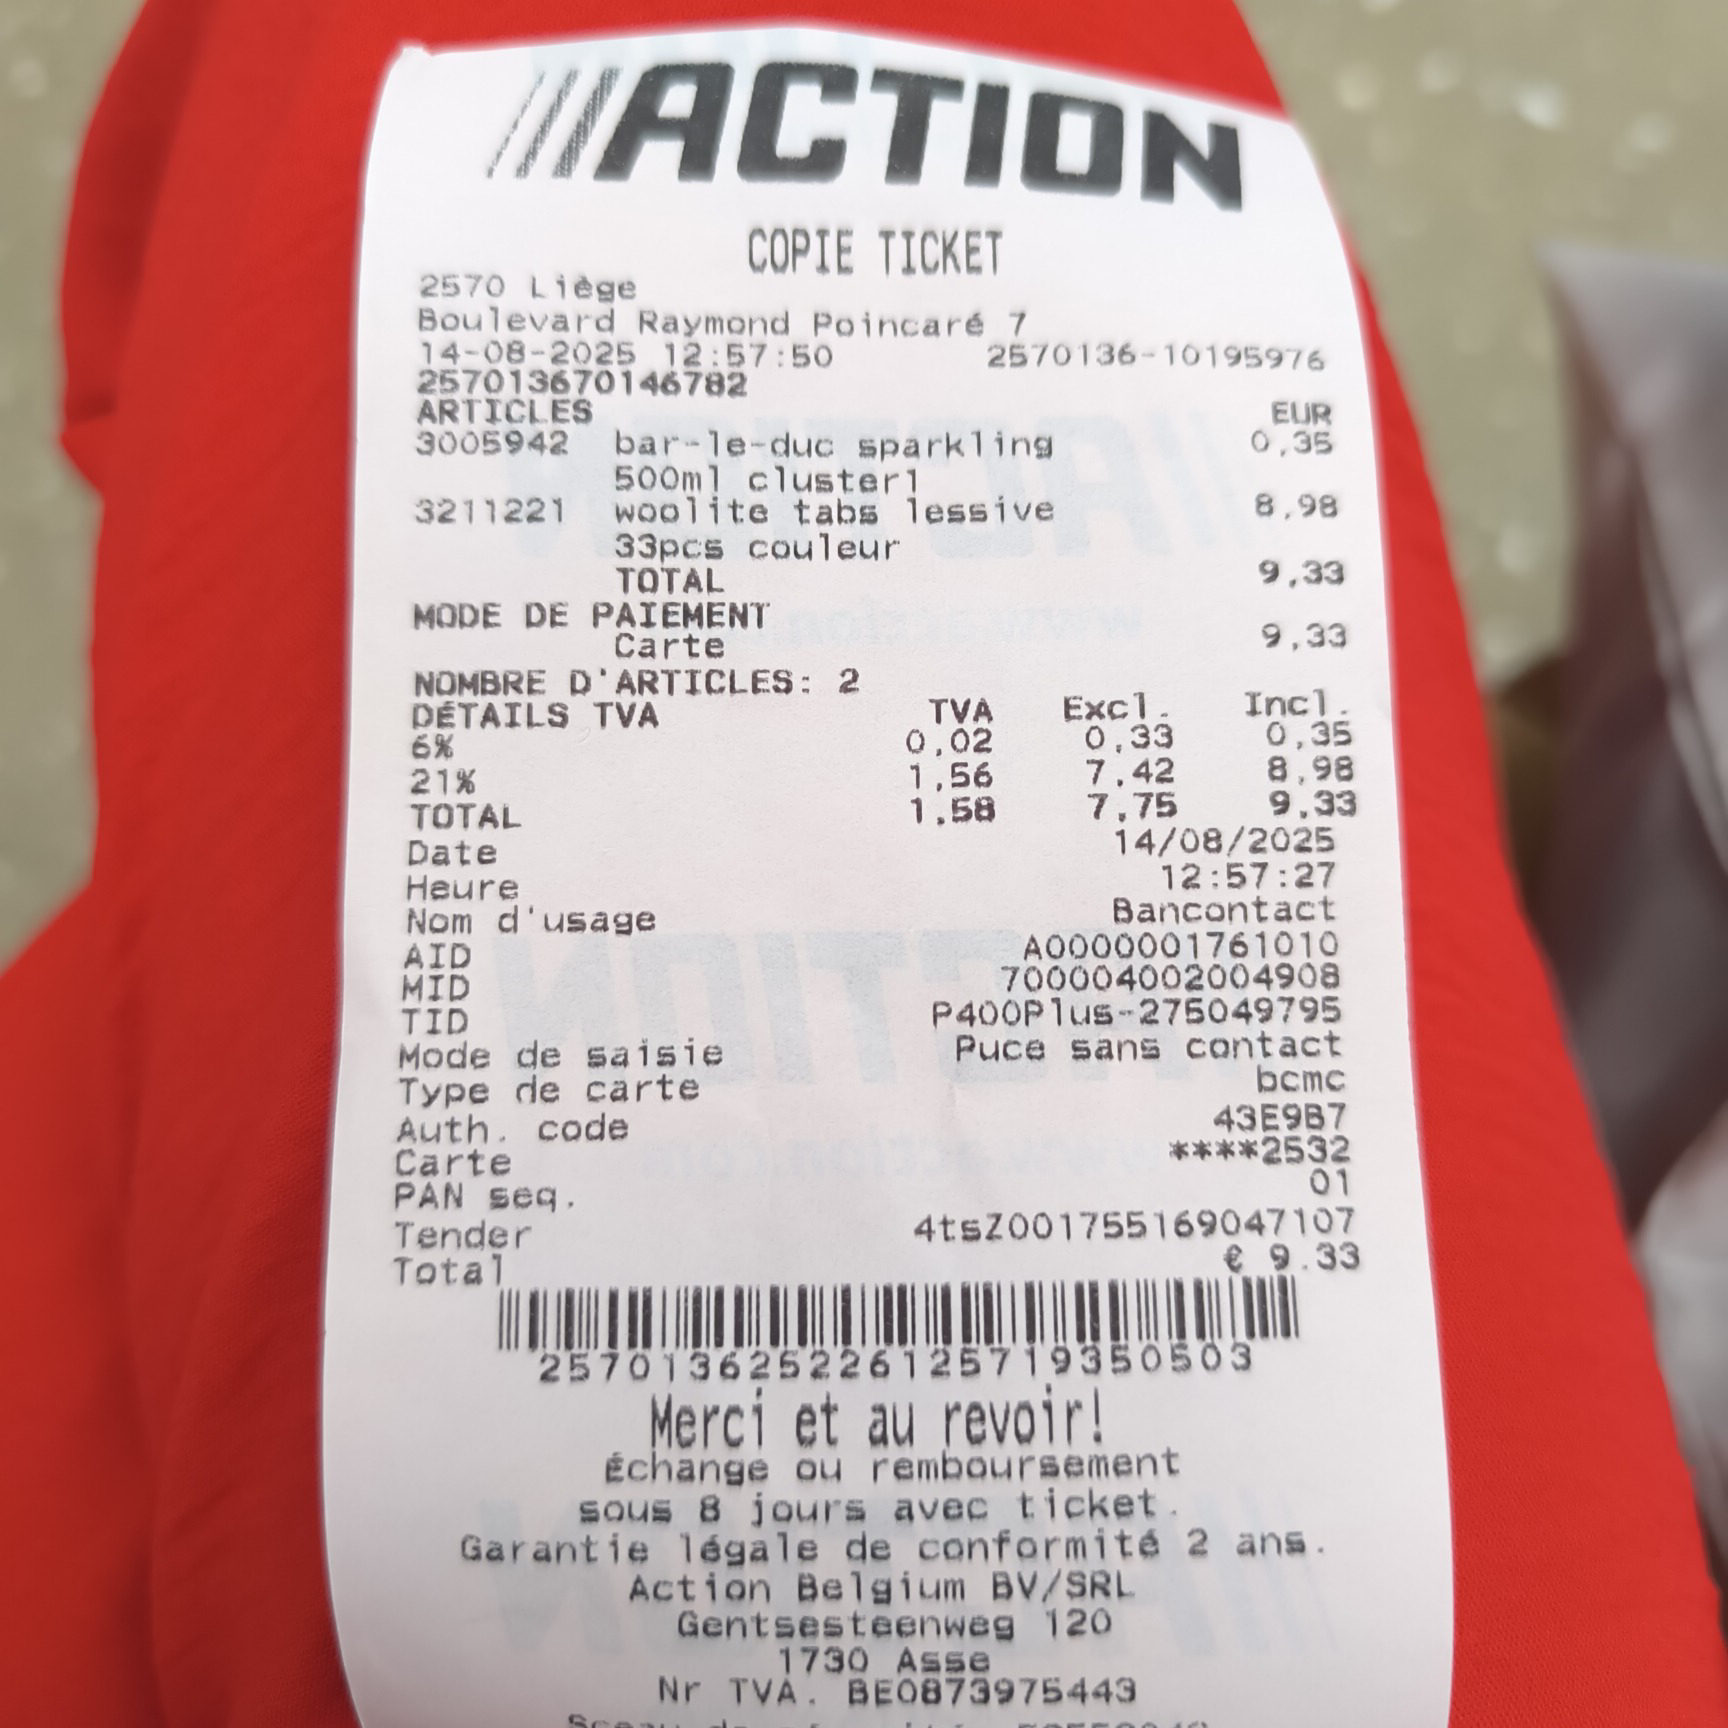 ///ACTION
COPIE TICKET
2570 Liège
Boulevard Raymond Poincaré 7
14-08-2025 12:57:50 2570136-10195976
257013670146782
ARTICLES EUR
3005942 bar-le-duc sparkling 0,35
500ml cluster1
3211221 woolite tabs lessive 8,98
33pcs couleur
TOTAL 9,33
MODE DE PAIEMENT
Carte 9,33
NOMBRE D'ARTICLES: 2
DÉTAILS TVA TVA Excl. Incl.
6% 0,02 0,33 0,35
21% 1,56 7,42 8,98
TOTAL 1,58 7,75 9,33
Date 14/08/2025
Heure 12:57:27
Nom d'usage Bancontact
AID A0000001761010
MID 700004002004908
TID P400Plus-275049795
Mode de saisie Puce sans contact
Type de carte bcmc
Auth. code 43E9B7
Carte ****2532
PAN seq. 01
Tender 4tsZ001755169047107
Total € 9.33
257013625226125719350503
Merci et au revoir!
Échange ou remboursement
sous 8 jours avec ticket.
Garantie légale de conformité 2 ans.
Action Belgium BV/SRL
Gentsesteenweg 120
1730 Asse
Nr TVA. BE0873975443